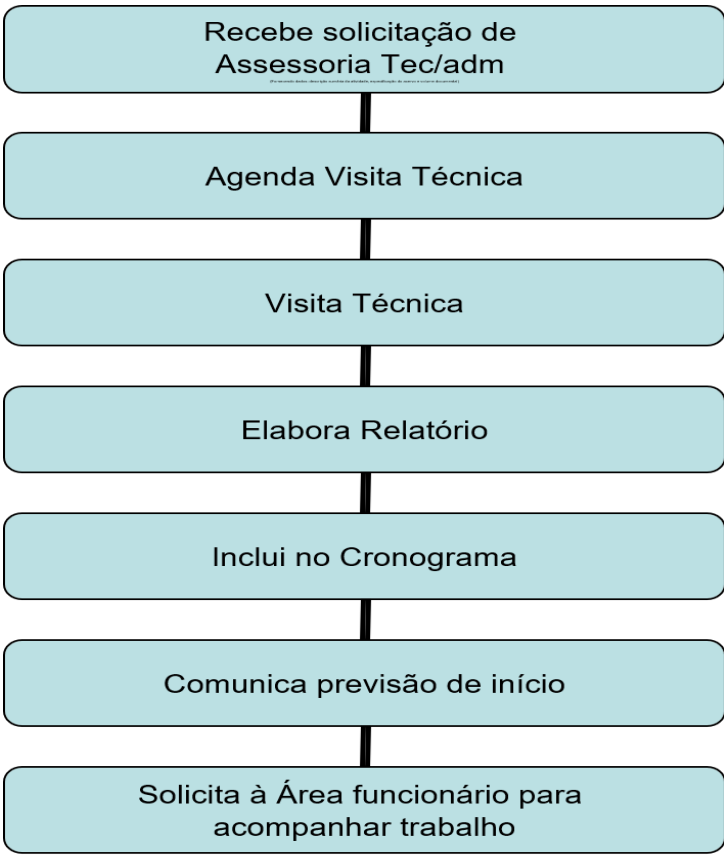 Recebe solicitação de
Assessoria Tec/adm
Agenda Visita Técnica
Visita Técnica
Elabora Relatório
Inclui no Cronograma
Comunica previsão de início
Solicita à Área funcionário para
acompanhar trabalho